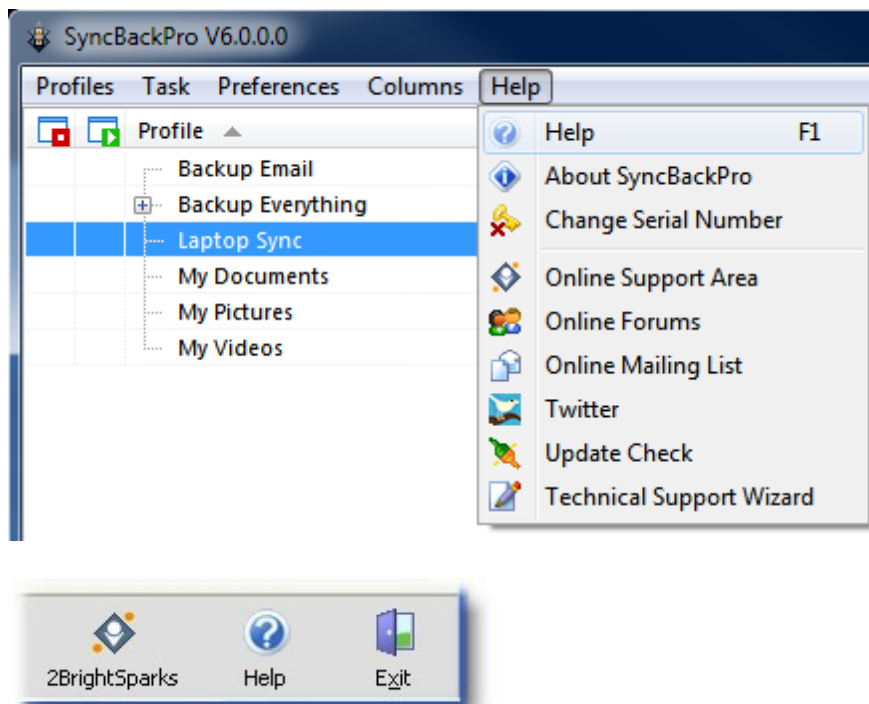 SyncBackPro V6.0.0.0
Profiles Task Preferences Columns Help
Profile
Backup Email
Backup Everything
Laptop Sync
My Documents
My Pictures
My Videos
Help F1
About SyncBackPro
Change Serial Number
Online Support Area
Online Forums
Online Mailing List
Twitter
Update Check
Technical Support Wizard
2BrightSparks Help Exit